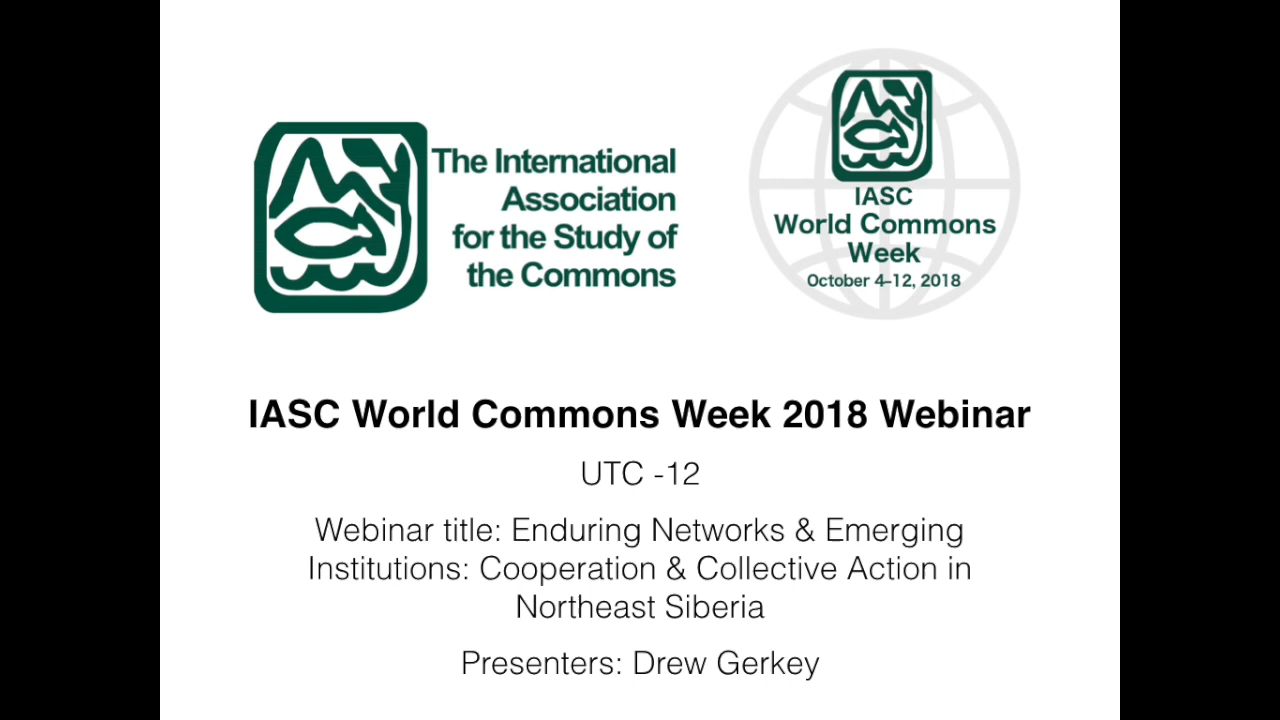 The International
Association
for the Study of
the Commons
IASC
World Commons
Week
October 4–12, 2018
IASC World Commons Week 2018 Webinar
UTC -12
Webinar title: Enduring Networks & Emerging
Institutions: Cooperation & Collective Action in
Northeast Siberia
Presenters: Drew Gerkey